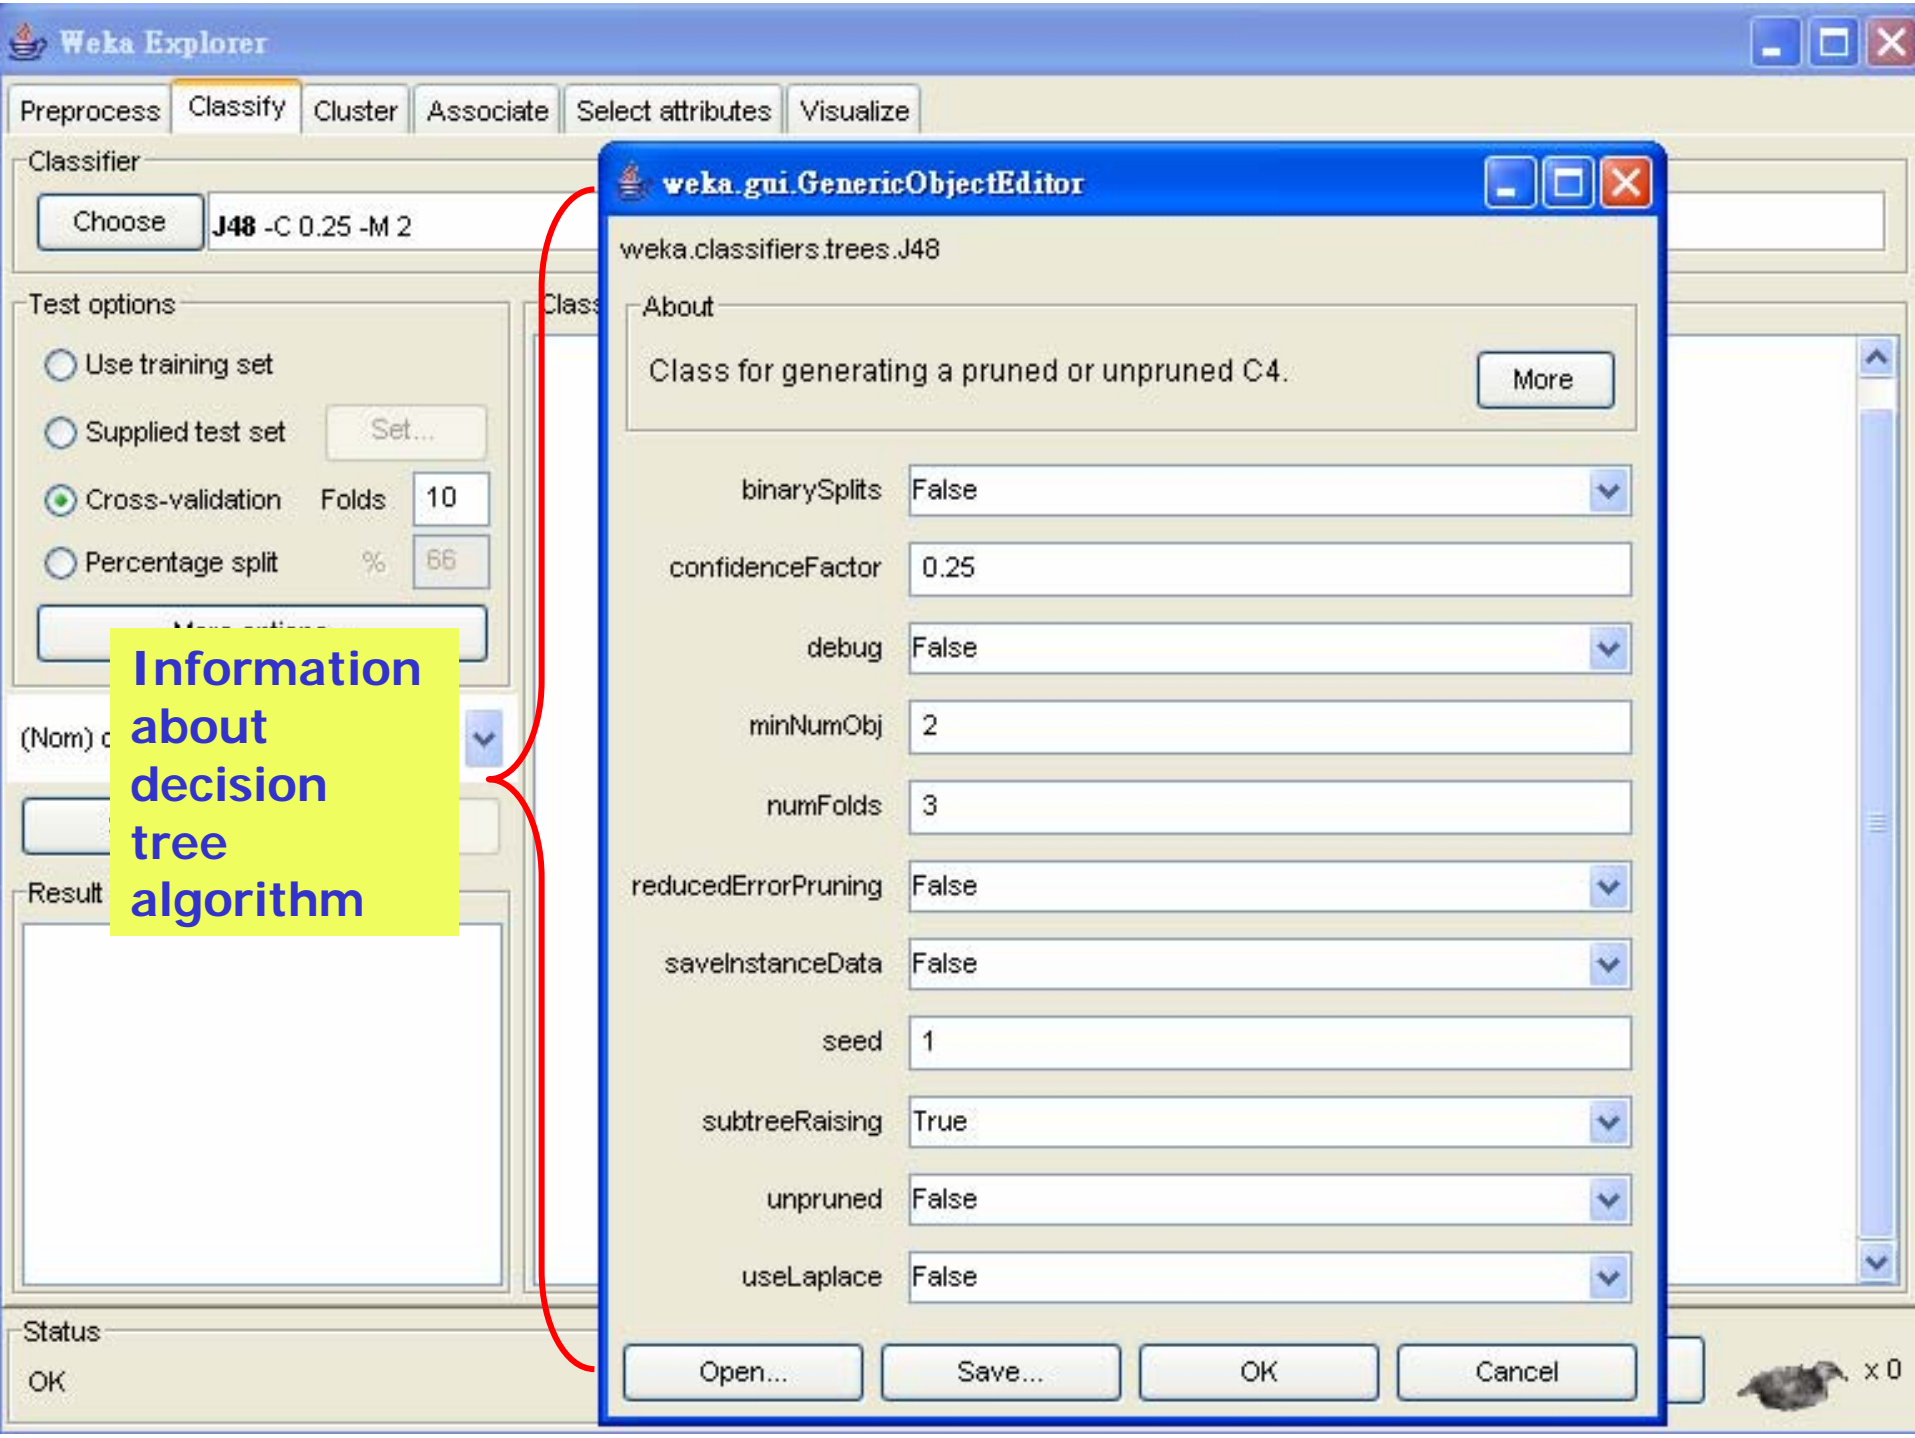 Weka Explorer
Preprocess Classify Cluster Associate Select attributes Visualize
Classifier
Choose J48 -C 0.25 -M 2
Test options
Use training set
Supplied test set Set...
Cross-validation Folds 10
Percentage split % 66
(Nom)
Result
Information
about
decision
tree
algorithm
Status
OK
x 0
weka.gui.GenericObjectEditor
weka.classifiers.trees.J48
About
Class for generating a pruned or unpruned C4. More
binarySplits False
confidenceFactor 0.25
debug False
minNumObj 2
numFolds 3
reducedErrorPruning False
saveInstanceData False
seed 1
subtreeRaising True
unpruned False
useLaplace False
Open... Save... OK Cancel